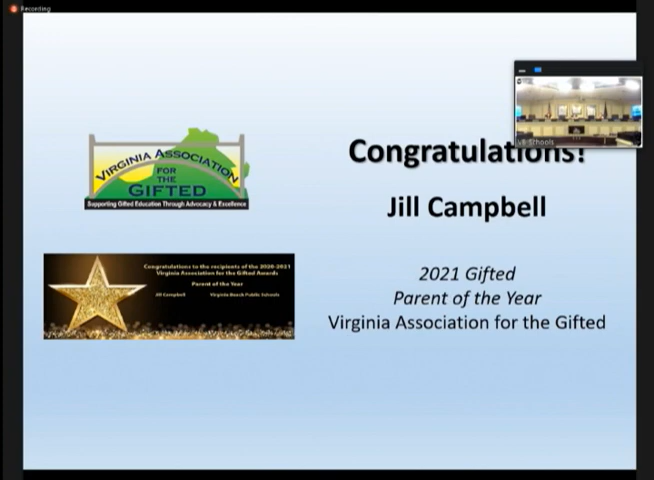 Recording
VB Schools
VIRGINIA ASSOCIATION
FOR
THE
GIFTED
Supporting Gifted Education Through Advocacy & Excellence
Congratulations!
Jill Campbell
Congratulations to the recipients of the 2020-2021
Virginia Association for the Gifted Awards
Parent of the Year
Jill Campbell Virginia Beach Public Schools
2021 Gifted
Parent of the Year
Virginia Association for the Gifted